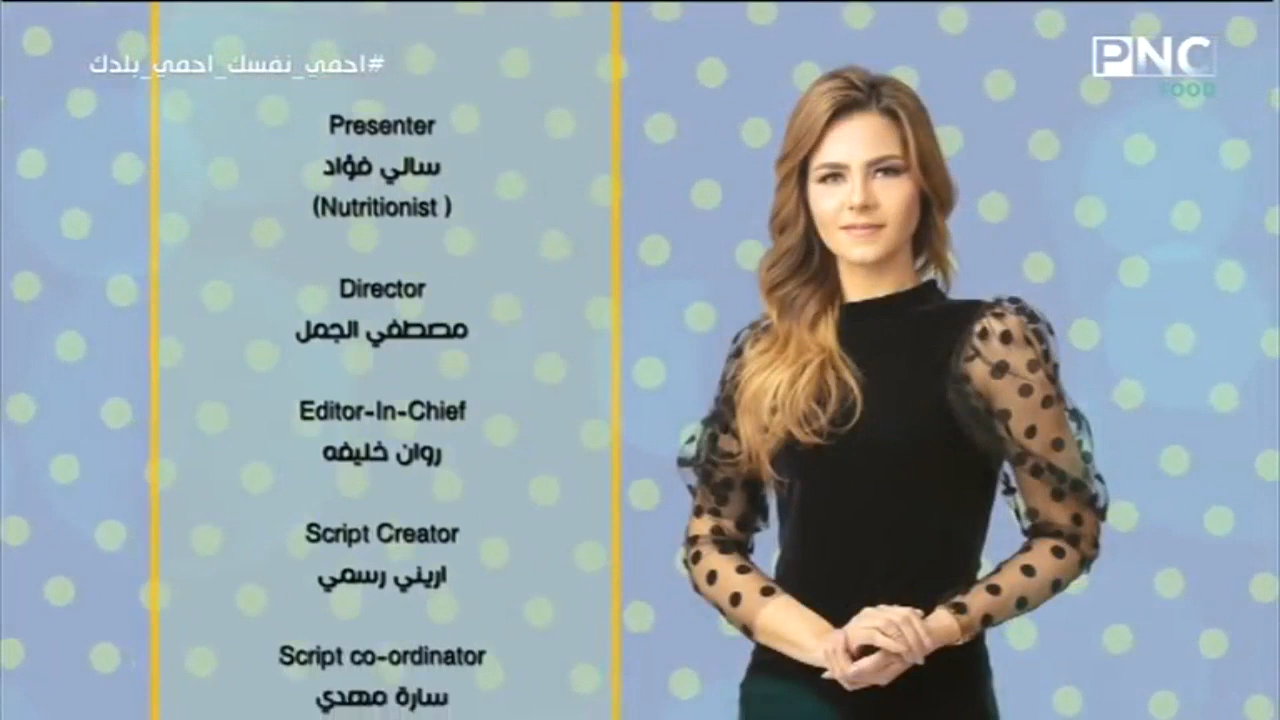 #احمي_نفسك_احمي_بلدك
PNC
FOOD
Presenter
سالي فؤاد
(Nutritionist )
Director
مصطفي الجمل
Editor-In-Chief
روان خليفه
Script Creator
اريني رسمي
Script co-ordinator
سارة مهدي